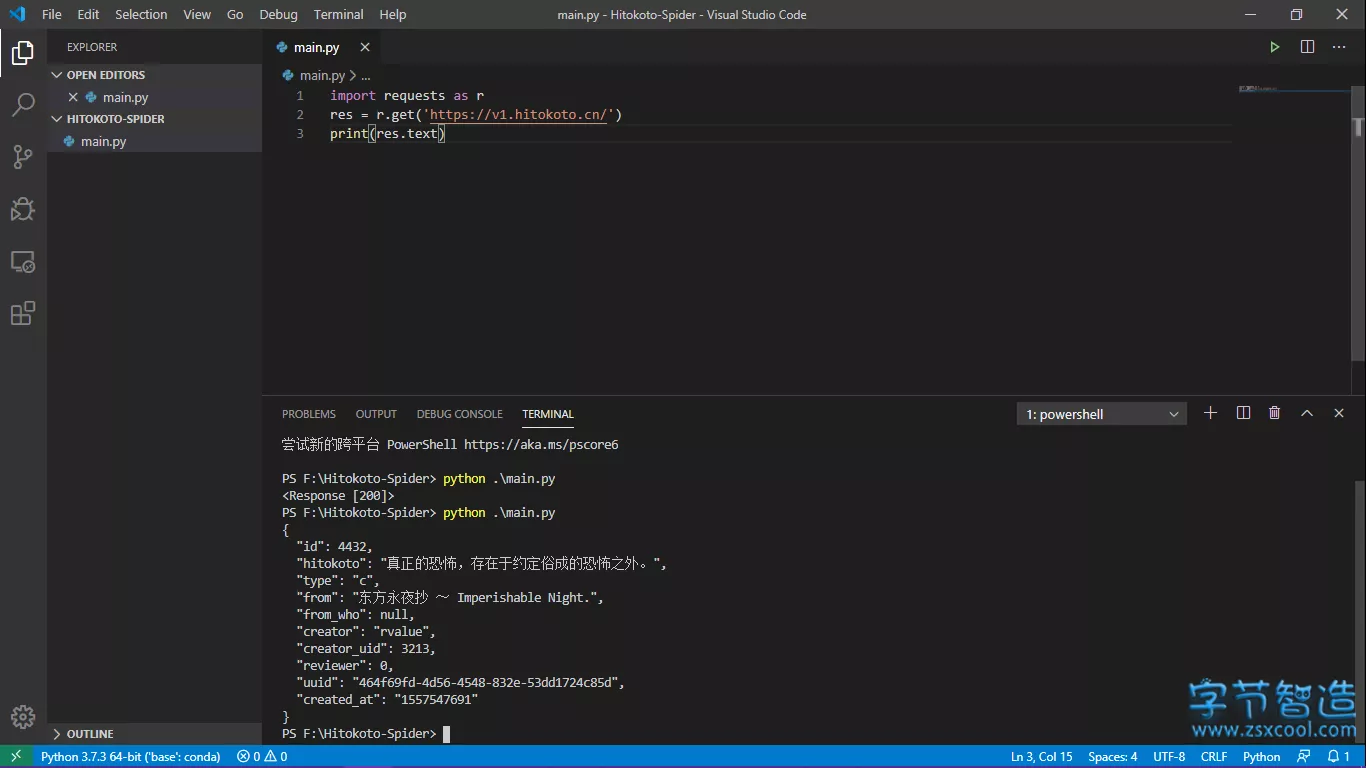 File Edit Selection View Go Debug Terminal Help main.py - Hitokoto-Spider - Visual Studio Code
EXPLORER
OPEN EDITORS
main.py
HITOKOTO-SPIDER
main.py
OUTLINE
main.py
main.py > ...
1 import requests as r
2 res = r.get('https://v1.hitokoto.cn/')
3 print(res.text)
PROBLEMS OUTPUT DEBUG CONSOLE TERMINAL 1: powershell
尝试新的跨平台 PowerShell https://aka.ms/pscore6
PS F:\Hitokoto-Spider> python .\main.py
<Response [200]>
PS F:\Hitokoto-Spider> python .\main.py
{
"id": 4432,
"hitokoto": "真正的恐怖，存在于约定俗成的恐怖之外。",
"type": "c",
"from": "东方永夜抄 ～ Imperishable Night.",
"from_who": null,
"creator": "rvalue",
"creator_uid": 3213,
"reviewer": 0,
"uuid": "464f69fd-4d56-4548-832e-53dd1724c85d",
"created_at": "1557547691"
}
PS F:\Hitokoto-Spider>
字节智造
www.zsxcool.com
Python 3.7.3 64-bit ('base': conda) 0 0 Ln 3, Col 15 Spaces: 4 UTF-8 CRLF Python 1